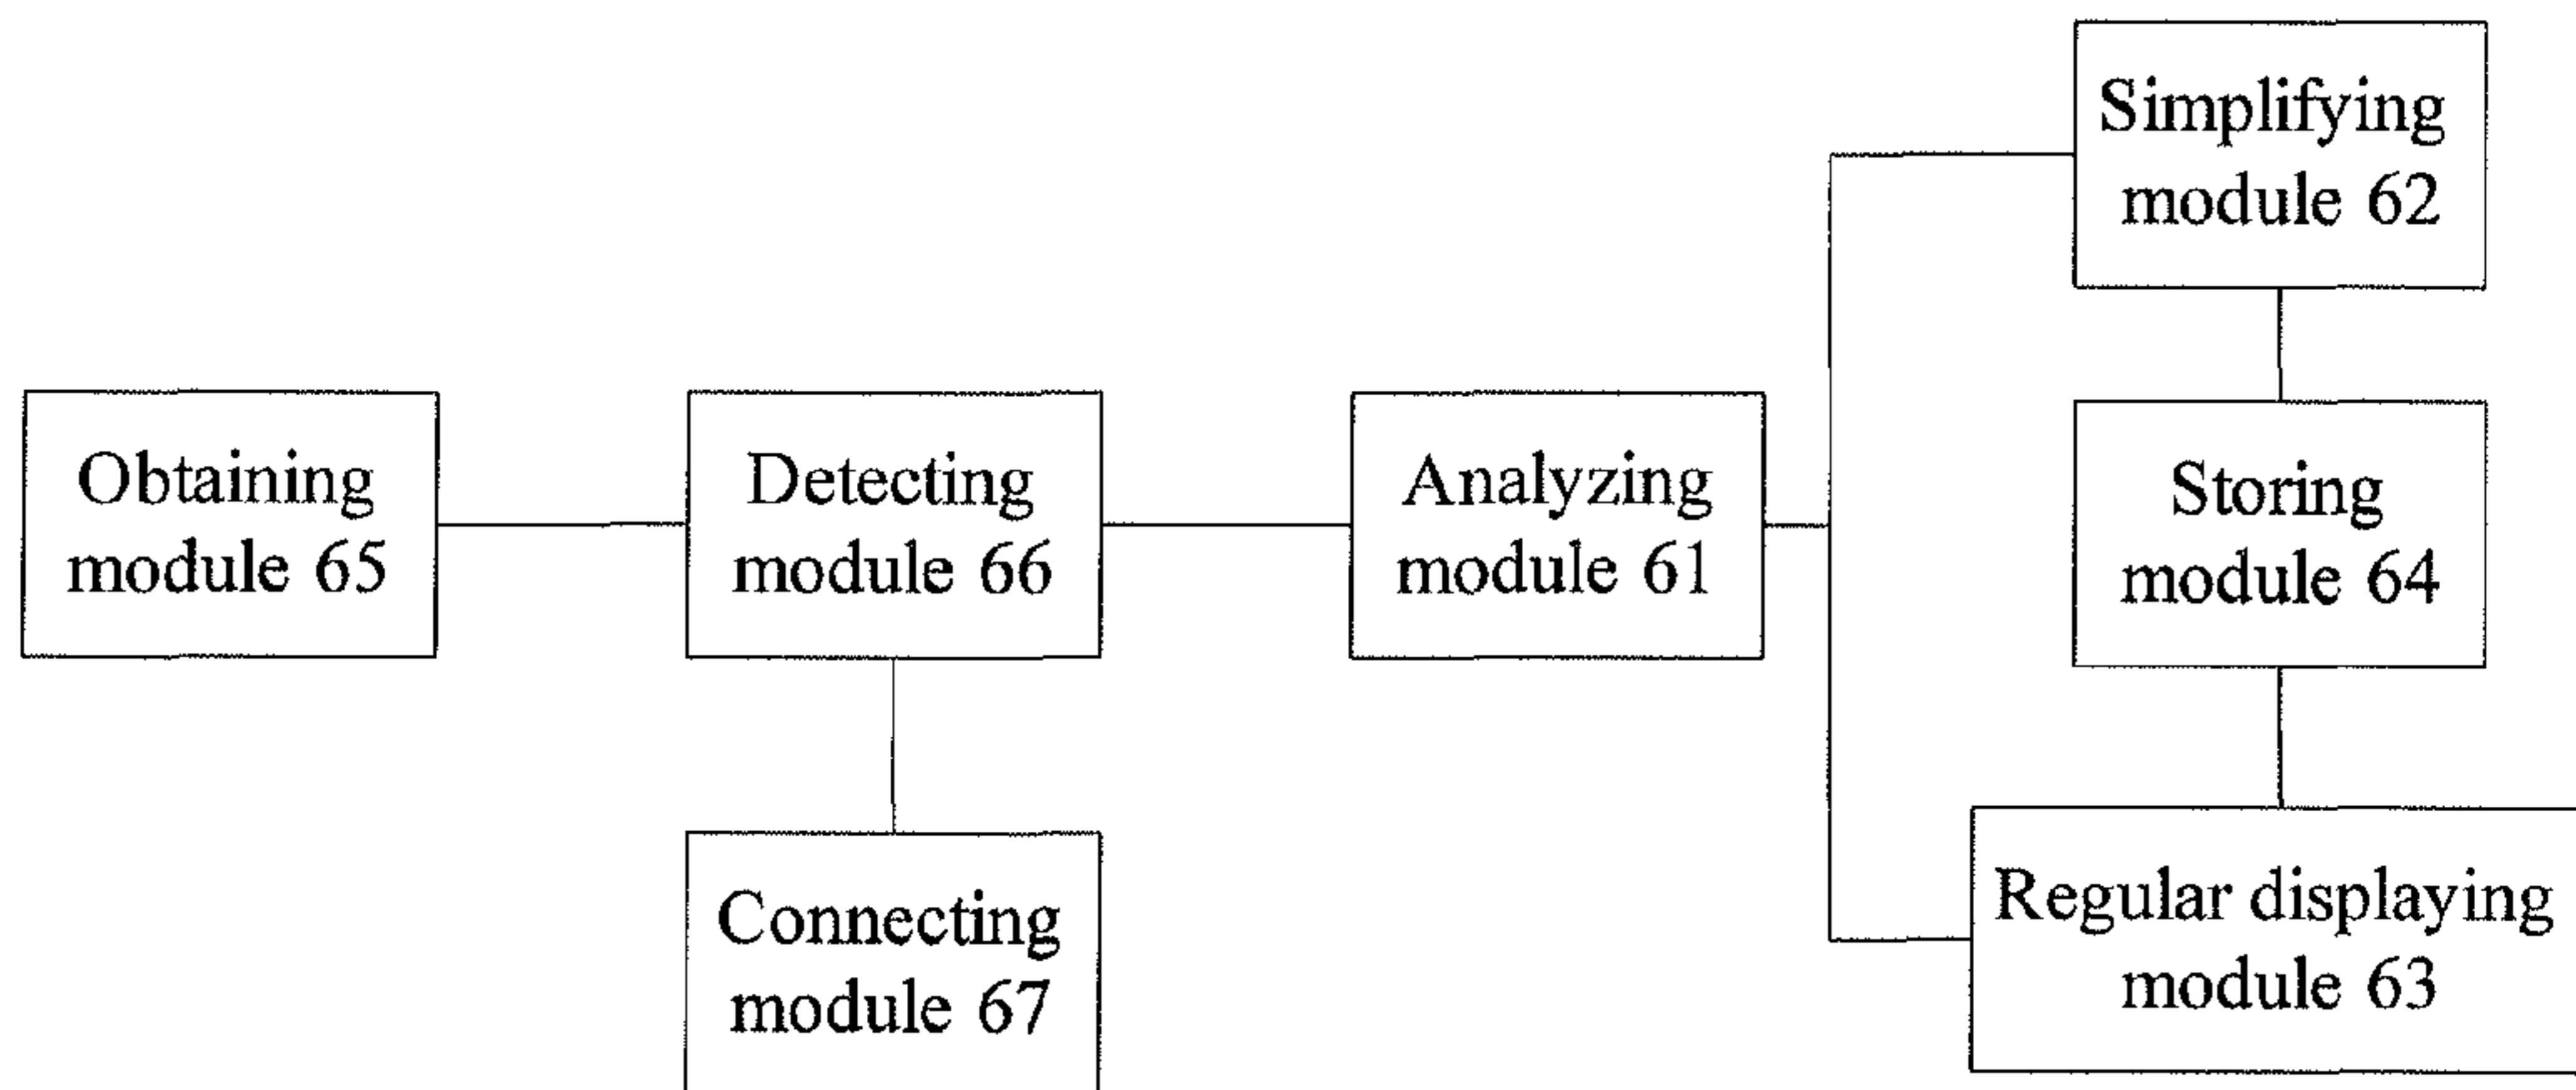 Simplifying
module 62
Obtaining
module 65
Detecting
module 66
Analyzing
module 61
Storing
module 64
Connecting
module 67
Regular displaying
module 63